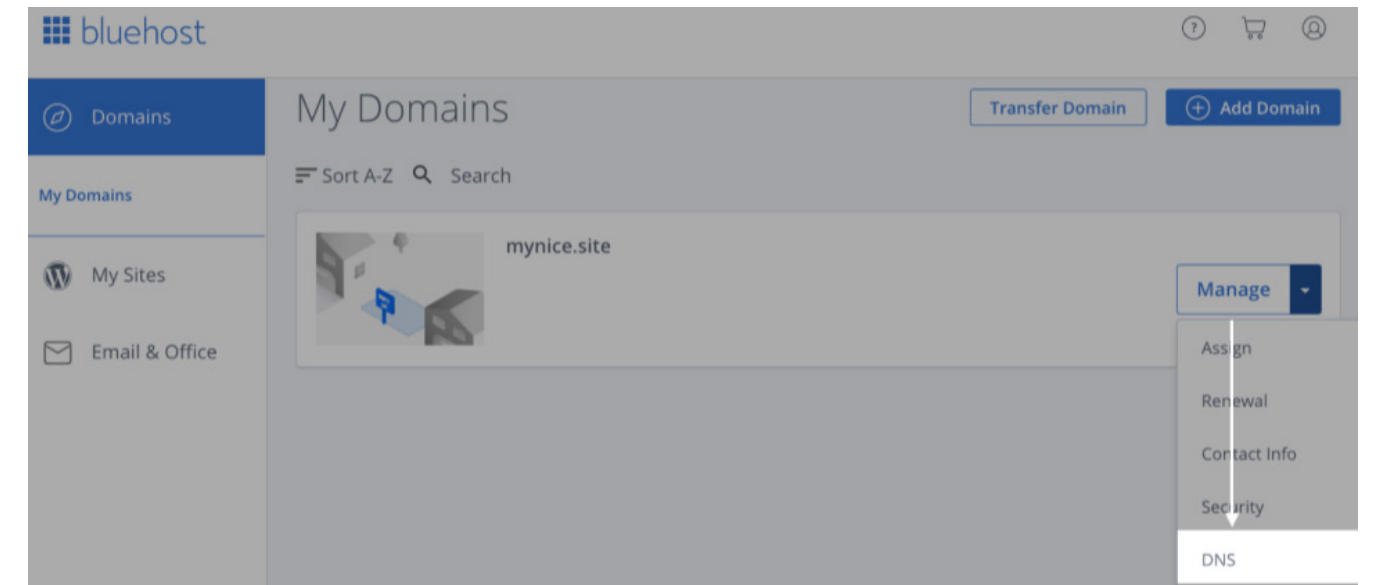 bluehost
Domains
My Domains
My Sites
Email & Office
My Domains
Transfer Domain
Add Domain
Sort A-Z Search
mynice.site
Manage
Assign
Renewal
Contact Info
Security
DNS